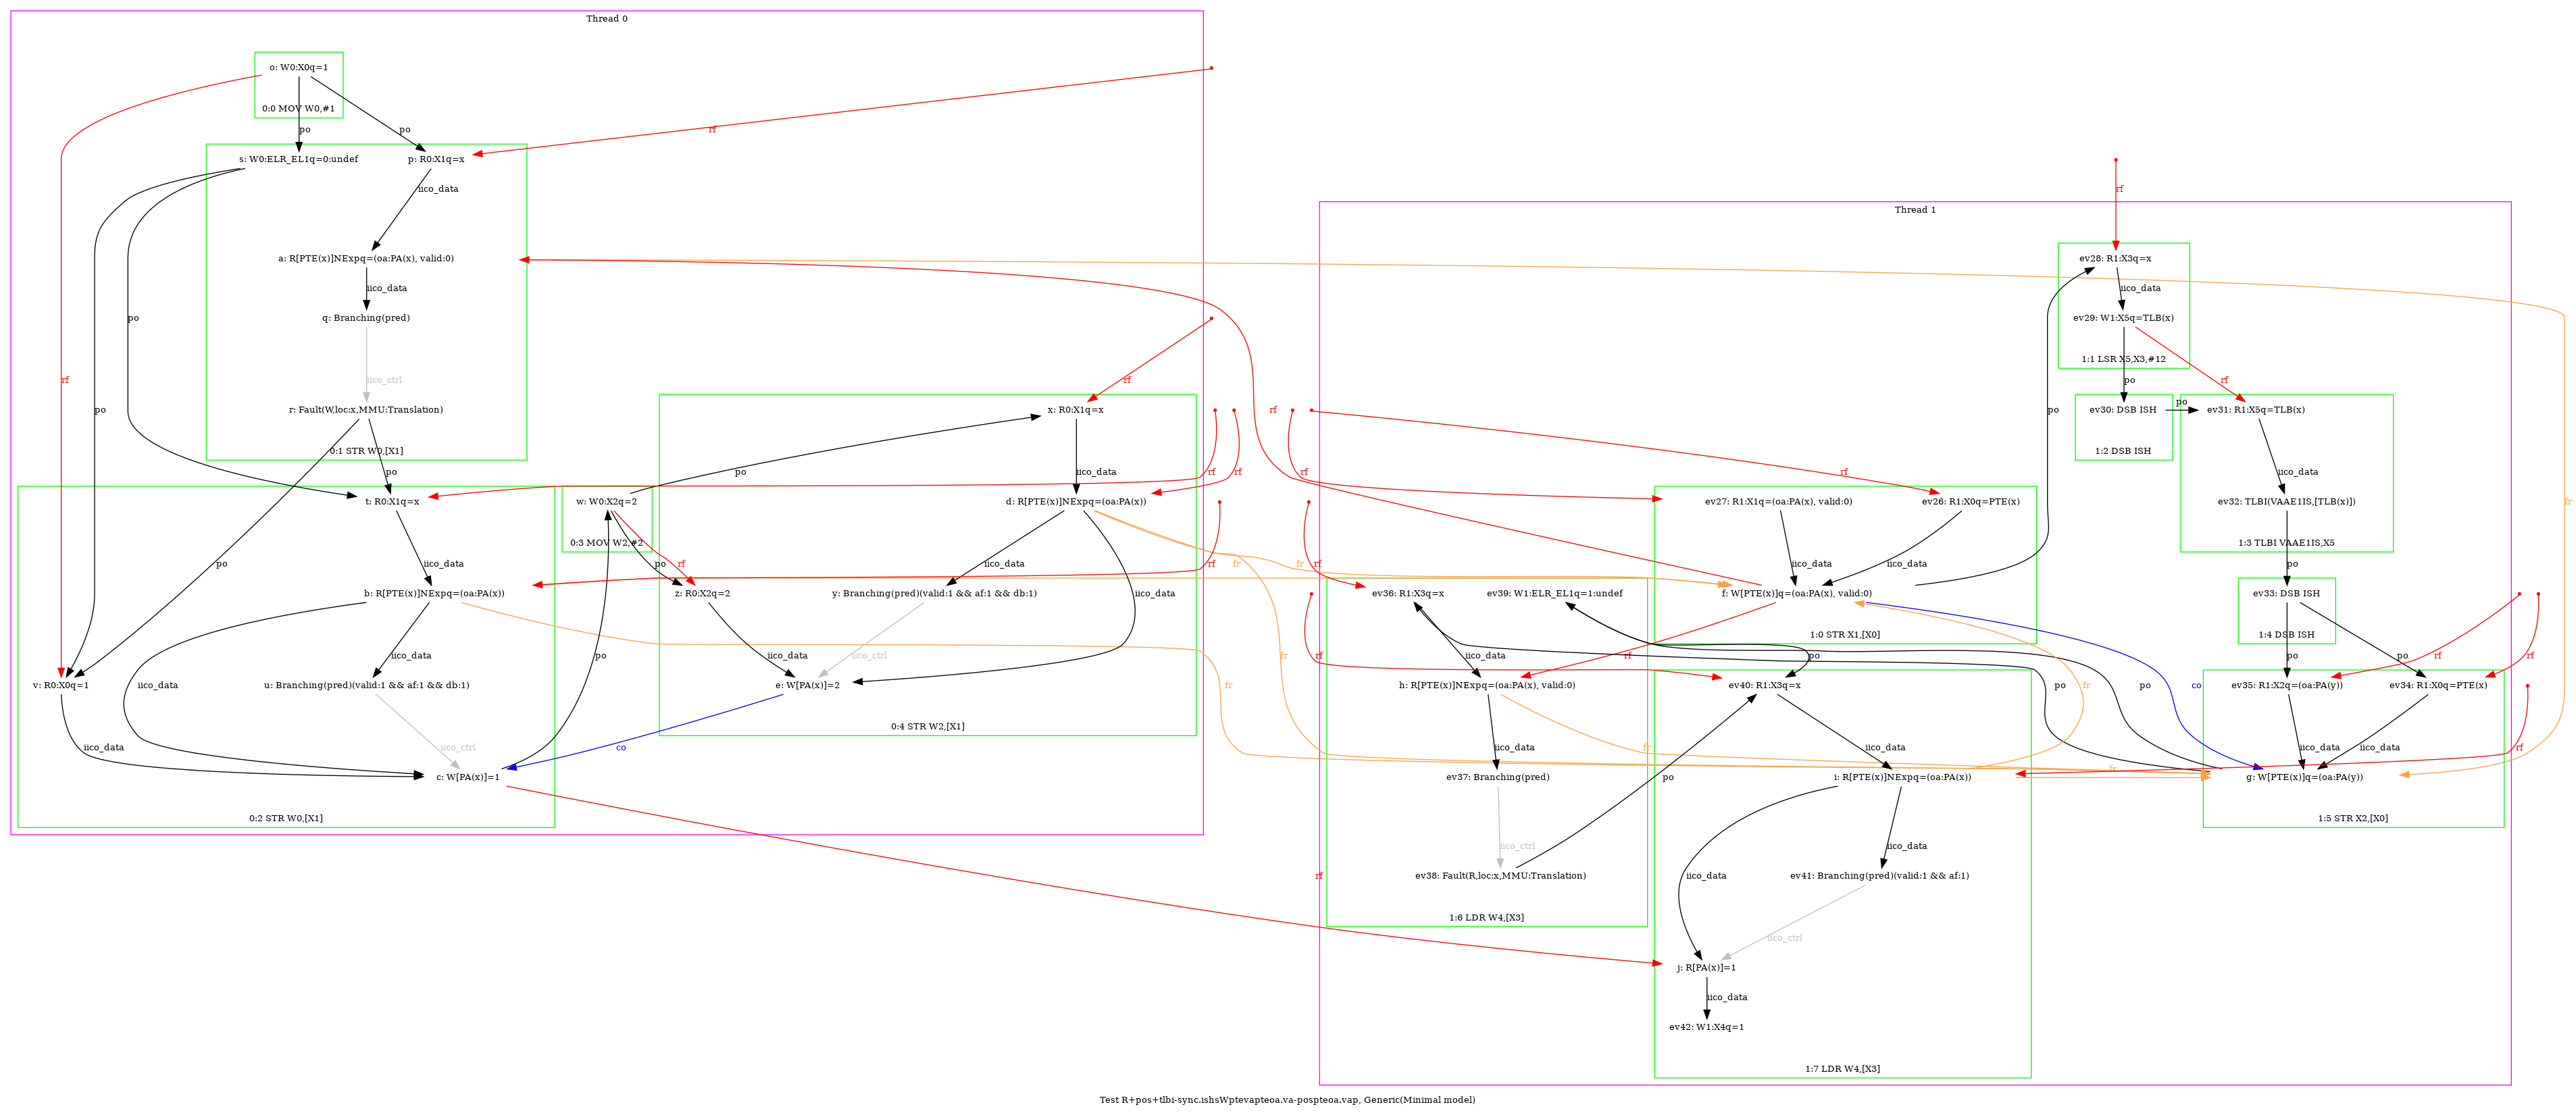 Thread 0
o: W0:X0q=1
0:0 MOV W0,#1
rf
po
po
s: W0:ELR_EL1q=0:undef
p: R0:X1q=x
rf
Thread 1
iico_data
rf
a: R[PTE(x)]NExpq=(oa:PA(x), valid:0)
ev28: R1:X3q=x
iico_data
iico_data
po
q: Branching(pred)
ev29: W1:X5q=TLB(x)
1:1 LSR X5,X3,#12
rf
iico_ctrl
rf
po
rf
po
r: Fault(W,loc:x,MMU:Translation)
x: R0:X1q=x
rf
po
ev30: DSB ISH
po
ev31: R1:X5q=TLB(x)
0:1 STR W0,[X1]
1:2 DSB ISH
po
po
iico_data
rf
rf
rf
rf
iico_data
t: R0:X1q=x
w: W0:X2q=2
d: R[PTE(x)]NExpq=(oa:PA(x))
ev27: R1:X1q=(oa:PA(x), valid:0)
ev26: R1:X0q=PTE(x)
ev32: TLBI(VAAE1IS,[TLB(x)])
fr
0:3 MOV W2,#2
1:3 TLBI VAAE1IS,X5
po
iico_data
po
rf
iico_data
rf
fr
fr
rf
iico_data
iico_data
po
b: R[PTE(x)]NExpq=(oa:PA(x))
z: R0:X2q=2
y: Branching(pred)(valid:1 && af:1 && db:1)
iico_data
ev36: R1:X3q=x
ev39: W1:ELR_EL1q=1:undef
f: W[PTE(x)]q=(oa:PA(x), valid:0)
ev33: DSB ISH
1:0 STR X1,[X0]
1:4 DSB ISH
iico_data
po
iico_data
iico_ctrl
fr
rf
iico_data
rf
po
po
po
rf
rf
v: R0:X0q=1
iico_data
u: Branching(pred)(valid:1 && af:1 && db:1)
e: W[PA(x)]=2
fr
h: R[PTE(x)]NExpq=(oa:PA(x), valid:0)
ev40: R1:X3q=x
po
fr
po
co
ev35: R1:X2q=(oa:PA(y))
ev34: R1:X0q=PTE(x)
0:4 STR W2,[X1]
iico_data
iico_ctrl
co
iico_data
fr
iico_data
iico_data
iico_data
rf
c: W[PA(x)]=1
ev37: Branching(pred)
po
i: R[PTE(x)]NExpq=(oa:PA(x))
fr
g: W[PTE(x)]q=(oa:PA(y))
0:2 STR W0,[X1]
1:5 STR X2,[X0]
iico_ctrl
iico_data
rf
ev38: Fault(R,loc:x,MMU:Translation)
iico_data
ev41: Branching(pred)(valid:1 && af:1)
1:6 LDR W4,[X3]
iico_ctrl
j: R[PA(x)]=1
iico_data
ev42: W1:X4q=1
1:7 LDR W4,[X3]
Test R+pos+tlbi-sync.ishsWptevapteoa.va-pospteoa.vap, Generic(Minimal model)